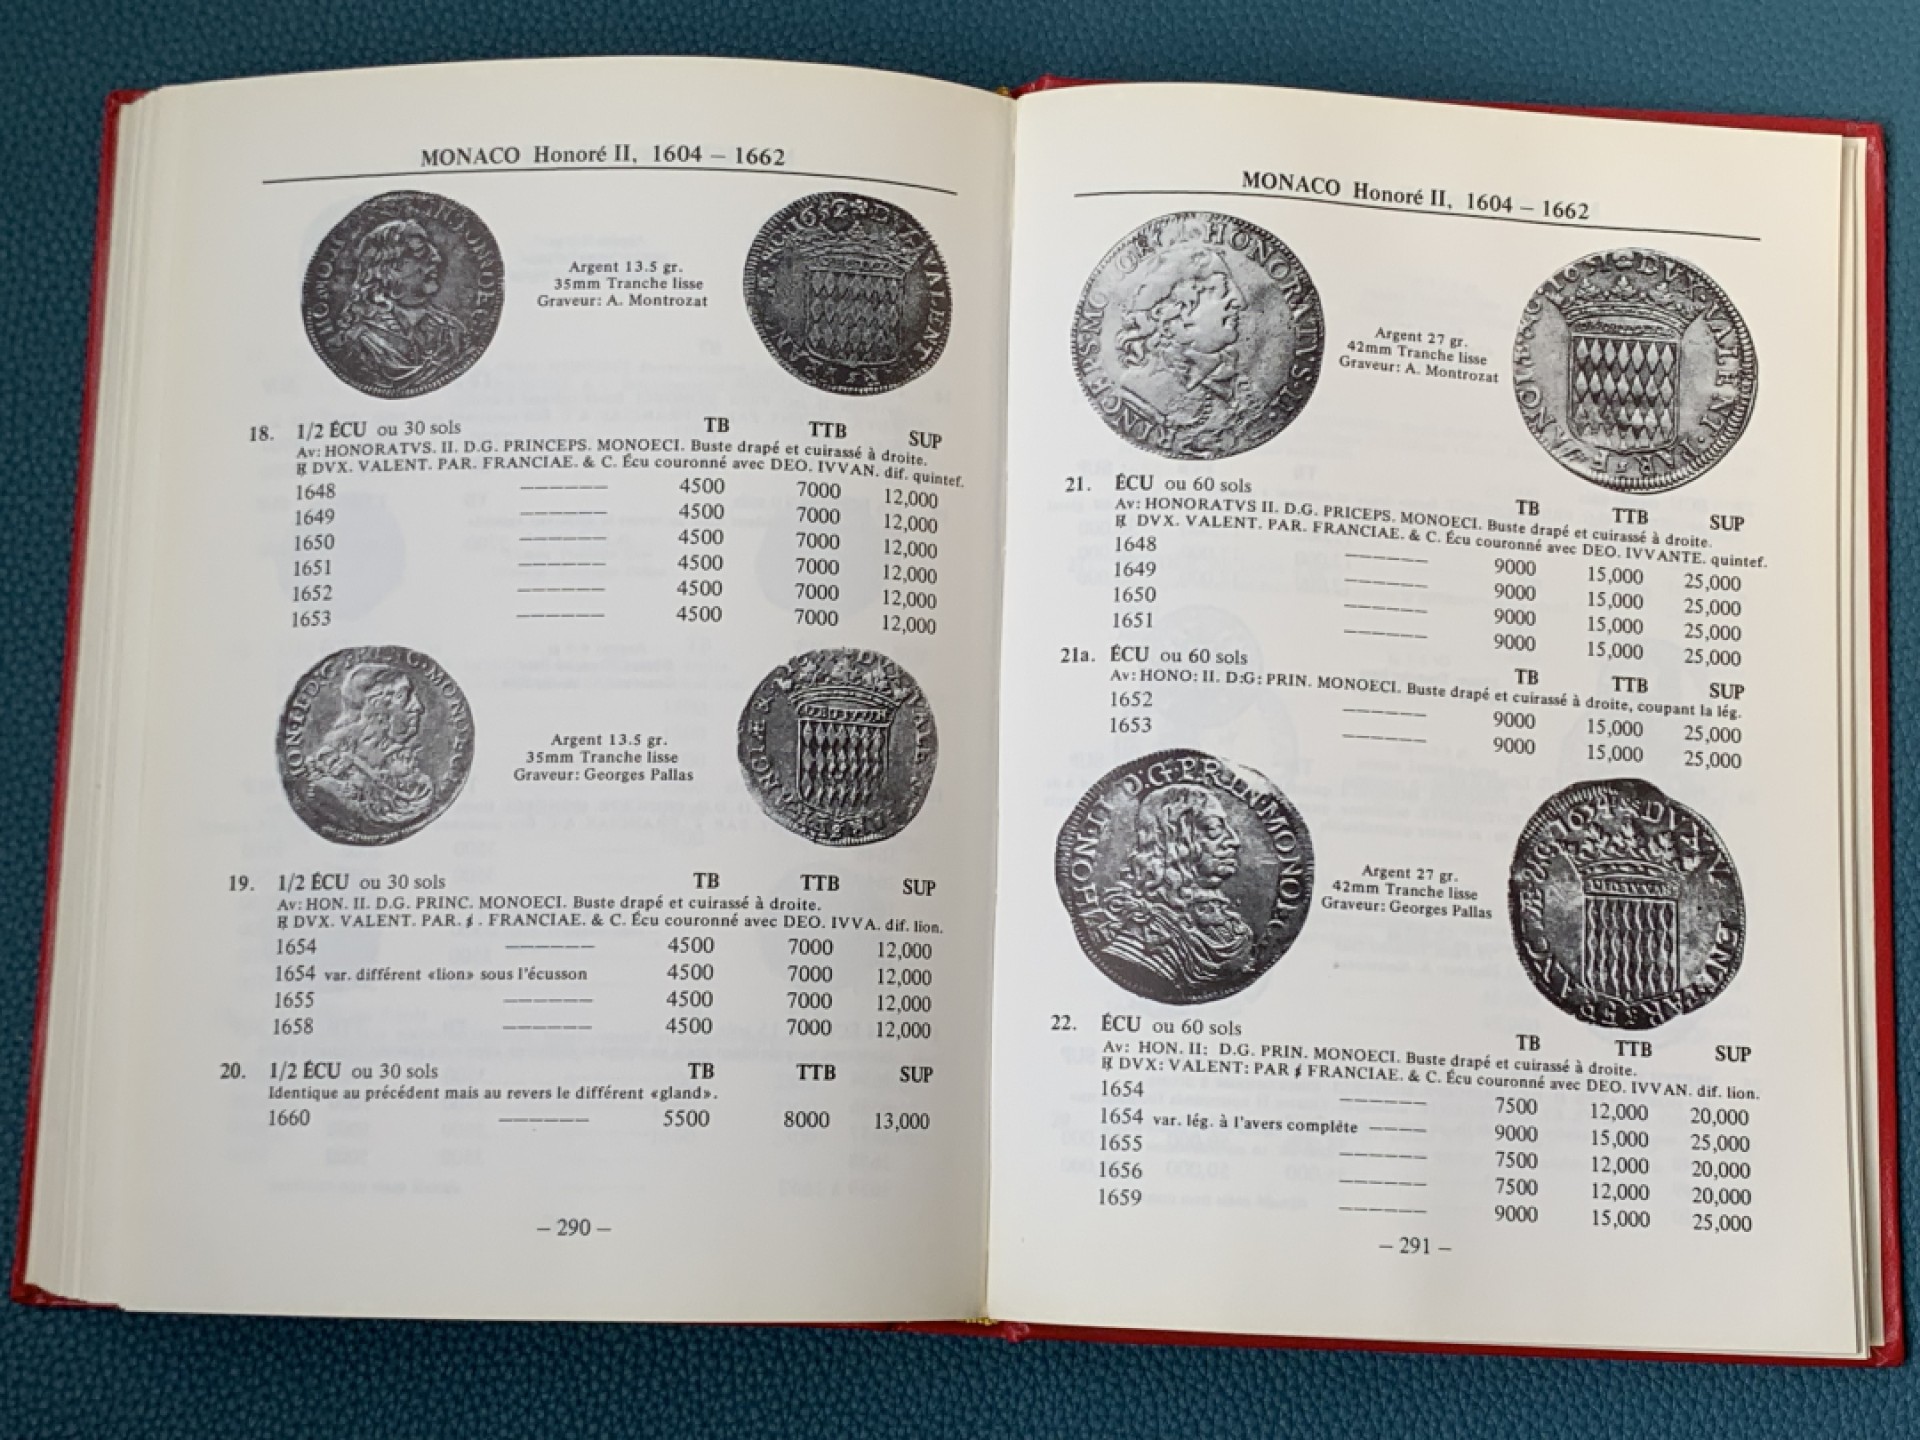 MONACO Honoré II, 1604 – 1662
Argent 13.5 gr.
35mm Tranche lisse
Graveur: A. Montrozat
18. 1/2 ÉCU ou 30 sols TB TTB SUP
Av: HONORATVS. II. D.G. PRINCEPS. MONOECI. Buste drapé et cuirassé à droite.
℟ DVX. VALENT. PAR. FRANCIAE. & C. Écu couronné avec DEO. IVVAN. dif. quintef.
1648 —————— 4500 7000 12,000
1649 —————— 4500 7000 12,000
1650 —————— 4500 7000 12,000
1651 —————— 4500 7000 12,000
1652 —————— 4500 7000 12,000
1653 —————— 4500 7000 12,000
Argent 13.5 gr.
35mm Tranche lisse
Graveur: Georges Pallas
19. 1/2 ÉCU ou 30 sols TB TTB SUP
Av: HON. II. D.G. PRINC. MONOECI. Buste drapé et cuirassé à droite.
℟ DVX. VALENT. PAR. . FRANCIAE. & C. Écu couronné avec DEO. IVVA. dif. lion.
1654 —————— 4500 7000 12,000
1654 var. différent «lion» sous l'écusson 4500 7000 12,000
1655 —————— 4500 7000 12,000
1658 —————— 4500 7000 12,000
20. 1/2 ÉCU ou 30 sols TB TTB SUP
Identique au précédent mais au revers le différent «gland».
1660 —————— 5500 8000 13,000
– 290 –
MONACO Honoré II, 1604 – 1662
Argent 27 gr.
42mm Tranche lisse
Graveur: A. Montrozat
21. ÉCU ou 60 sols TB TTB SUP
Av: HONORATVS II. D.G. PRICEPS. MONOECI. Buste drapé et cuirassé à droite.
℟ DVX. VALENT. PAR. FRANCIAE. & C. Écu couronné avec DEO. IVVANTE. quintef.
1648 —————— 9000 15,000 25,000
1649 —————— 9000 15,000 25,000
1650 —————— 9000 15,000 25,000
1651 —————— 9000 15,000 25,000
21a. ÉCU ou 60 sols TB TTB SUP
Av: HONO: II. D:G: PRIN. MONOECI. Buste drapé et cuirassé à droite, coupant la lég.
1652 —————— 9000 15,000 25,000
1653 —————— 9000 15,000 25,000
Argent 27 gr.
42mm Tranche lisse
Graveur: Georges Pallas
22. ÉCU ou 60 sols TB TTB SUP
Av: HON. II: D.G. PRIN. MONOECI. Buste drapé et cuirassé à droite.
℟ DVX: VALENT: PAR FRANCIAE. & C. Écu couronné avec DEO. IVVAN. dif. lion.
1654 —————— 7500 12,000 20,000
1654 var. lég. à l'avers complète ———— 9000 15,000 25,000
1655 —————— 7500 12,000 20,000
1656 —————— 7500 12,000 20,000
1659 —————— 9000 15,000 25,000
– 291 –